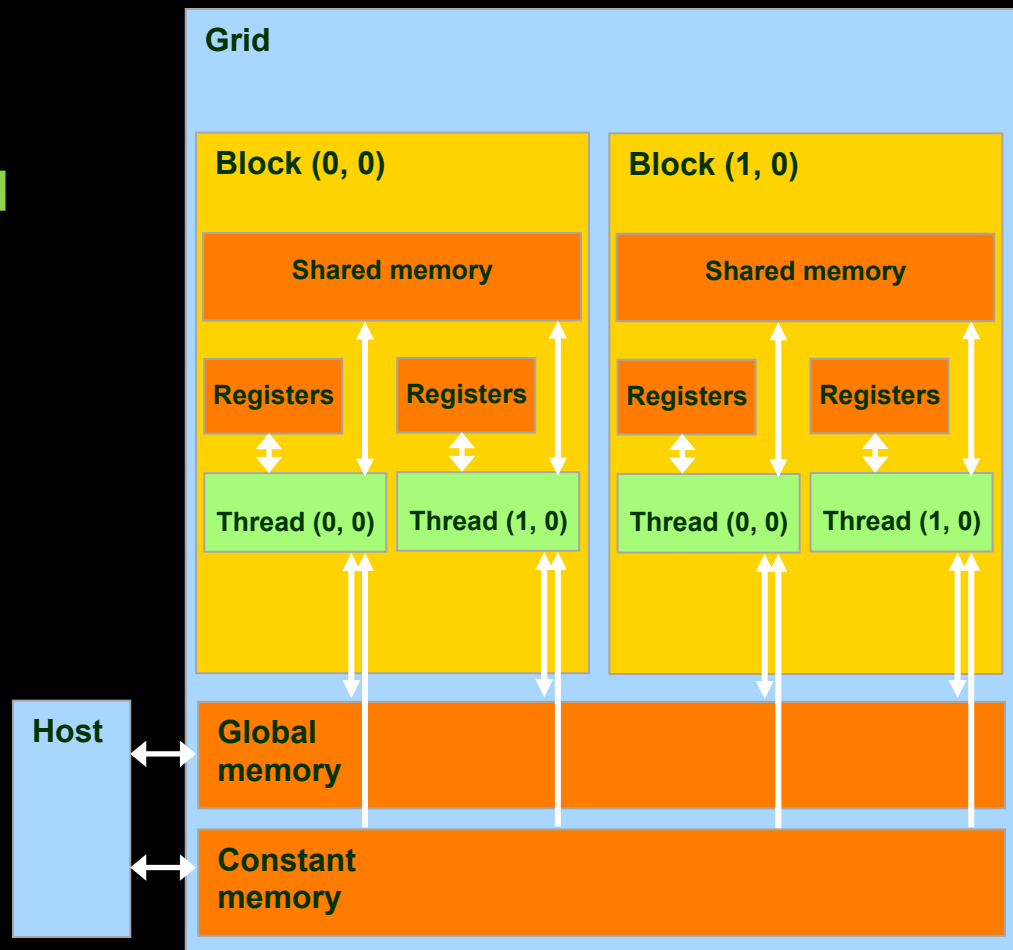 Grid
Block (0, 0)
Block (1, 0)
Shared memory
Shared memory
Registers
Registers
Registers
Registers
Thread (0, 0)
Thread (1, 0)
Thread (0, 0)
Thread (1, 0)
Host
Global
memory
Constant
memory